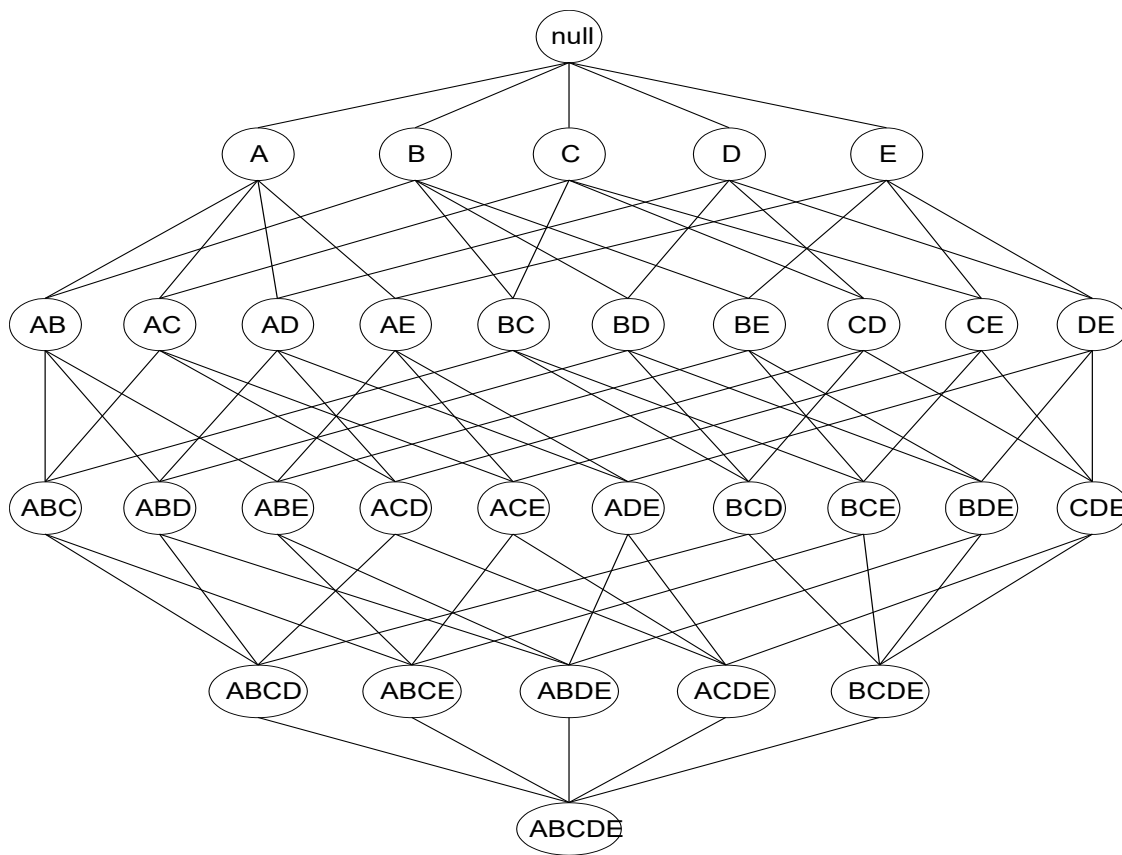 null
A B C D E
AB AC AD AE BC BD BE CD CE DE
ABC ABD ABE ACD ACE ADE BCD BCE BDE CDE
ABCD ABCE ABDE ACDE BCDE
ABCDE